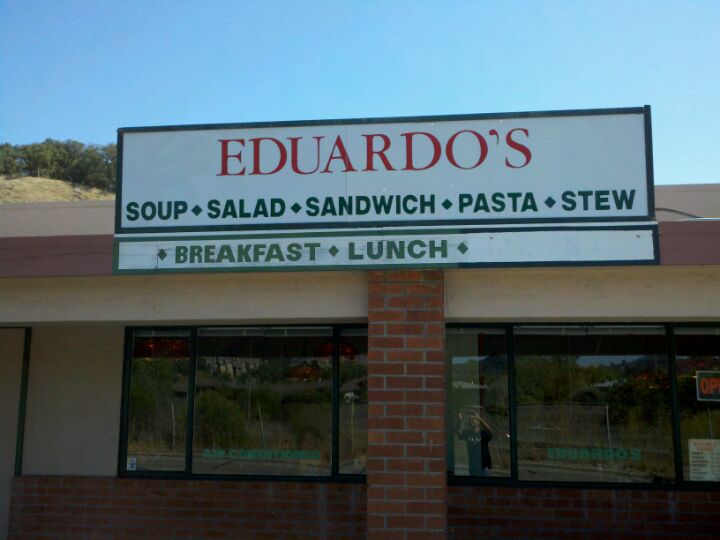 EDUARDO'S
SOUP ◆ SALAD ◆ SANDWICH ◆ PASTA ◆ STEW
◆ BREAKFAST ◆ LUNCH ◆
AIR CONDITIONED
EDUARDO'S